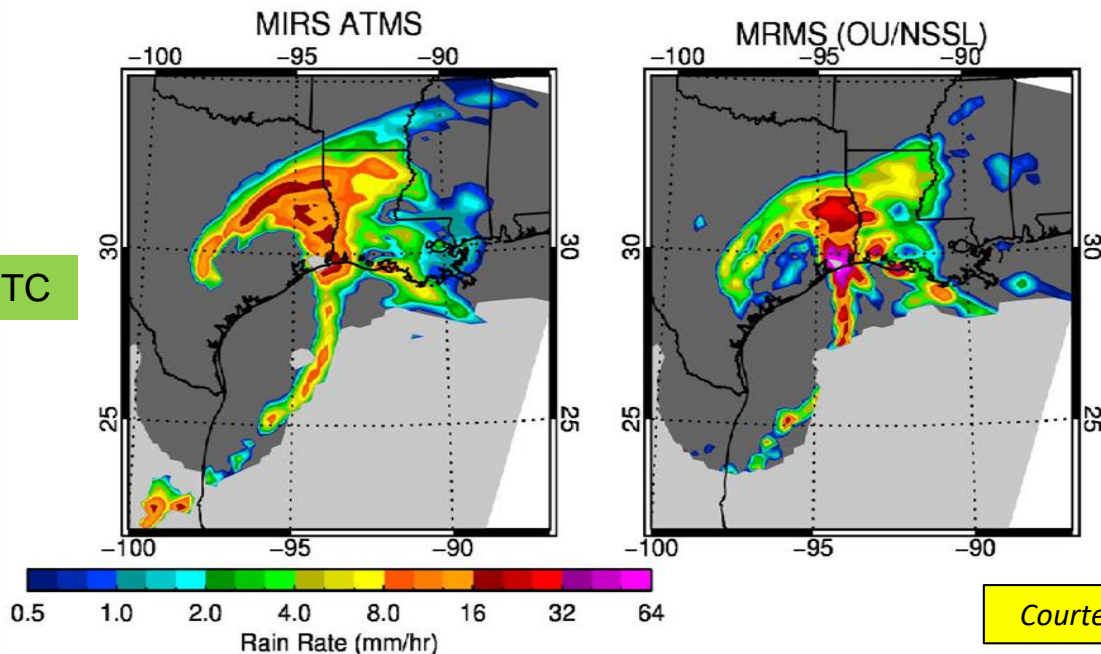 MIRS ATMS
-100 -95 -90
30
25
-100 -95 -90
MRMS (OU/NSSL)
-100 -95 -90
30 30
25 25
-100 -95 -90
TC
0.5 1.0 2.0 4.0 8.0 16 32 64
Rain Rate (mm/hr)
Courte